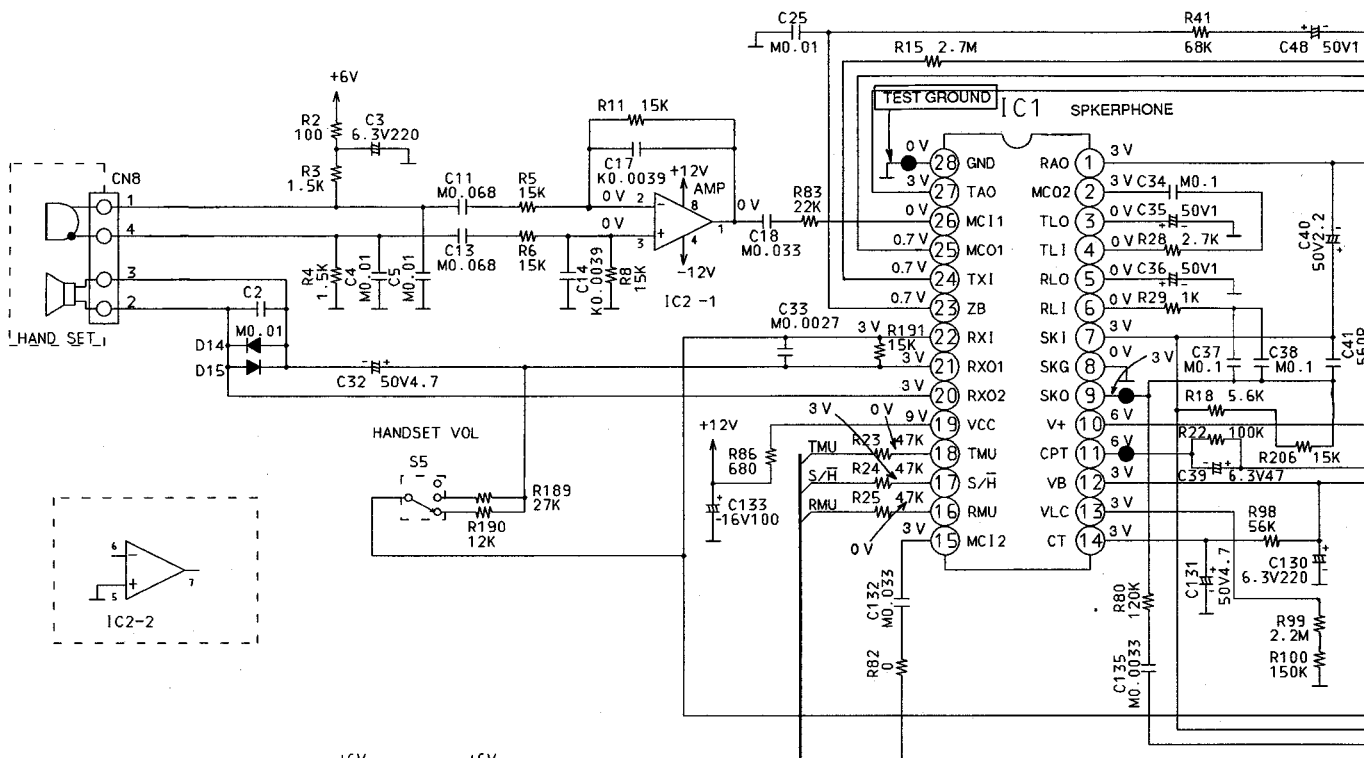 C25
M0.01
R15 2.7M
R41
68K
C48 50V1
+6V
R2
100
C3
6.3V220
R3
1.5K
R11 15K
C17
K0.0039
+12V
AMP
TEST GROUND
IC1 SPKERPHONE
CN8
1
4
3
2
HAND SET
C11
M0.068
R5
15K
0V
2
8
0V
3
4
1
-12V
IC2-1
C13
M0.068
R6
15K
R4
1.5K
C4
M0.01
C5
M0.01
C14
K0.0039
R8
15K
0V
C18
M0.033
R83
22K
C2
M0.01
D14
D15
C32 50V4.7
C33
M0.0027
R191
15K
0V 28 GND
3V 27 TAO
0V 26 MCI1
0.7V 25 MCO1
0.7V 24 TXI
0.7V 23 ZB
3V 22 RXI
3V 21 RXO1
3V 20 RXO2
9V 19 VCC
18 TMU
17 S/H
16 RMU
3V 15 MCI2
RAO 1 3V
MCO2 2 3V C34 M0.1
TLO 3 0V C35 50V1
TLI 4 0V R28 2.7K
RLO 5 0V C36 50V1
RLI 6 0V R29 1K
SKI 7 3V
SKG 8 0V
SKO 9 3V
V+ 10 6V
CPT 11 6V
VB 12 3V
VLC 13 3V
CT 14 3V
C40
50V2.2
C37
M0.1
C38
M0.1
C41
R18 5.6K
R22 100K
R206 15K
C39 6.3V47
HANDSET VOL
S5
R189
27K
R190
12K
+12V
R86
680
C133
16V100
3V
0V
TMU R23 47K
S/H R24 47K
RMU R25 47K
0V
C132
M0.033
R82
0
R80
120K
C135
M0.0033
C131
50V4.7
R98
56K
C130
6.3V220
R99
2.2M
R100
150K
6
5
7
IC2-2